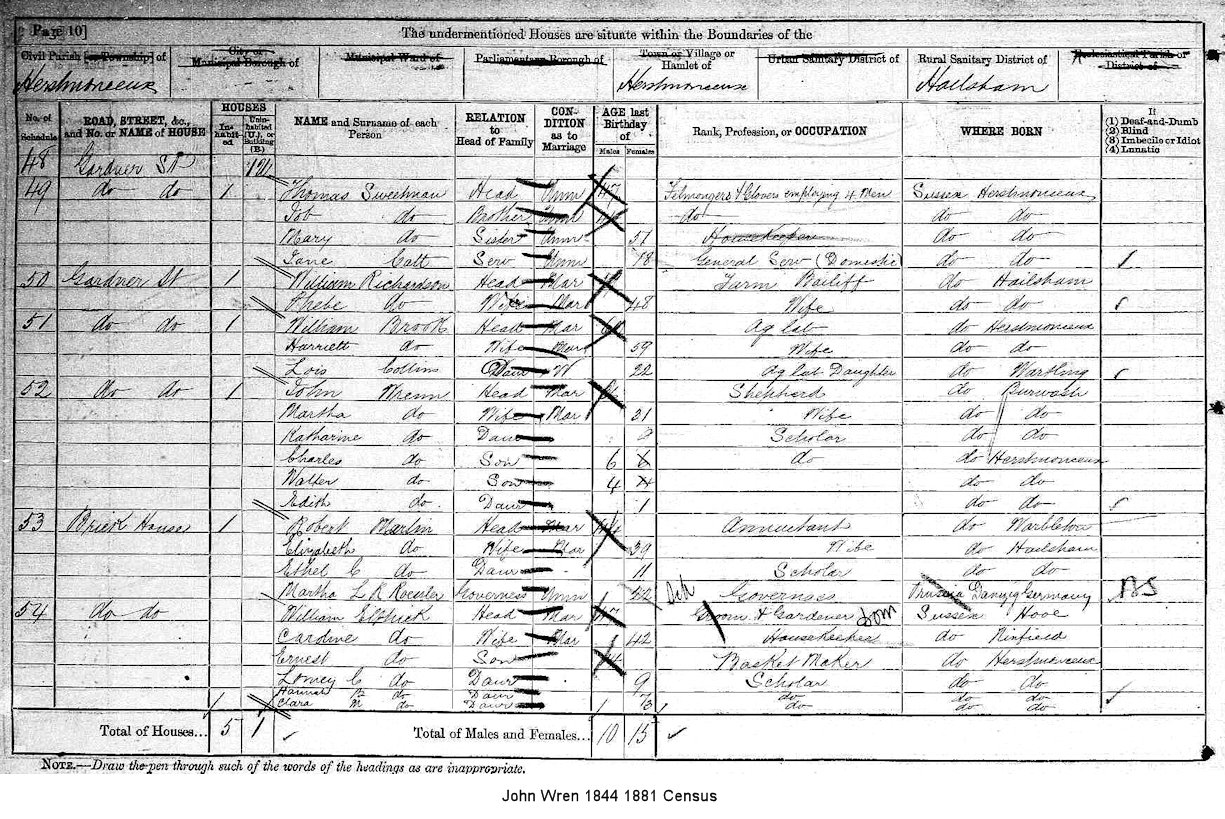 Page 10]
The undermentioned Houses are situate within the Boundaries of the
Civil Parish [or Township] of
City or Municipal Borough of
Municipal Ward of
Parliamentary Borough of
Town or Village or Hamlet of
Urban Sanitary District of
Rural Sanitary District of
Ecclesiastical Parish or District of
Herstmonceux
Herstmonceux
Hailsham
No. of Schedule
ROAD, STREET, &c., and No. or NAME of HOUSE
HOUSES
Inhabited
Uninhabited (U.), or Building (B.)
NAME and Surname of each Person
RELATION to Head of Family
CONDITION as to Marriage
AGE last Birthday of
Males
Females
Rank, Profession, or OCCUPATION
WHERE BORN
If
(1) Deaf-and-Dumb
(2) Blind
(3) Imbecile or Idiot
(4) Lunatic
48 Gardner St 1 U
49 do do 1 Thomas Sweetman Head Unm 47 Felmongers & Glovers employing 4 Men Sussex Herstmonceux
Job do Brother Unm do do do
Mary do Sister Unm 51 Housekeeper do do
Jane Catt Serv Unm 18 General Serv (Domestic) do do
50 Gardner St 1 William Richardson Head Mar Farm Bailiff do Hailsham
Phebe do Wife Mar 48 Wife do do
51 do do 1 William Brook Head Mar Ag Lab do Herstmonceux
Harriett do Wife Mar 59 Wife do do
Lois Collins Daur W 22 Ag Lab Daughter do Wartling
52 do do 1 John Wrenn Head Mar Shepherd do Burwash
Martha do Wife Mar 31 Wife do do
Katharine do Daur Scholar do do
Charles do Son 6 do do Herstmonceux
Walter do Son 4 do do
Edith do Daur 1 do do
53 Brick House 1 Robert Martin Head Mar Annuitant do Warbleton
Elizabeth do Wife Mar 39 Wife do Hailsham
Ethel C do Daur 11 Scholar do do
Martha L R Roesler Governess Unm 22 Governess Prussia Danzig Germany NBS
54 do do William Elphick Head Mar Groom & Gardener Dom Sussex Hooe
Caroline do Wife Mar 42 Housekeeper do Ninfield
Ernest do Son Basket Maker do Herstmonceux
C do Daur 9 Scholar do do
Hannah B do Daur 7 do do do
Clara M do Daur 3 do do do
Total of Houses... 5 1
Total of Males and Females... 10 15
NOTE.—Draw the pen through such of the words of the headings as are inappropriate.
John Wren 1844 1881 Census